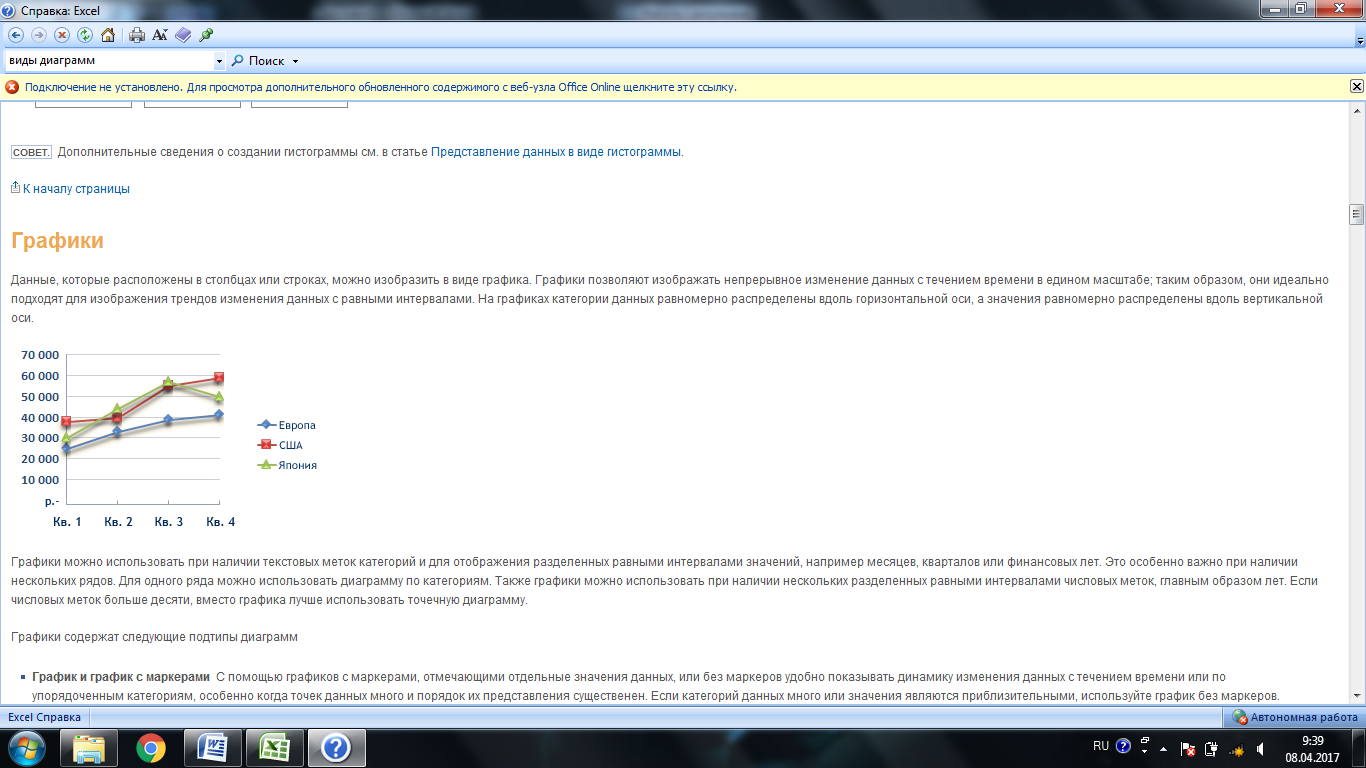 Справка: Excel
виды диаграмм
Поиск
Подключение не установлено. Для просмотра дополнительного обновленного содержимого с веб-узла Office Online щелкните эту ссылку.
СОВЕТ. Дополнительные сведения о создании гистограммы см. в статье Представление данных в виде гистограммы.
К началу страницы
Графики
Данные, которые расположены в столбцах или строках, можно изобразить в виде графика. Графики позволяют изображать непрерывное изменение данных с течением времени в едином масштабе; таким образом, они идеально
подходят для изображения трендов изменения данных с равными интервалами. На графиках категории данных равномерно распределены вдоль горизонтальной оси, а значения равномерно распределены вдоль вертикальной
оси.
70 000
60 000
50 000
40 000
30 000
20 000
10 000
р.-
Кв. 1 Кв. 2 Кв. 3 Кв. 4
Европа
США
Япония
Графики можно использовать при наличии текстовых меток категорий и для отображения разделенных равными интервалами значений, например месяцев, кварталов или финансовых лет. Это особенно важно при наличии
нескольких рядов. Для одного ряда можно использовать диаграмму по категориям. Также графики можно использовать при наличии нескольких разделенных равными интервалами числовых меток, главным образом лет. Если
числовых меток больше десяти, вместо графика лучше использовать точечную диаграмму.
Графики содержат следующие подтипы диаграмм
График и график с маркерами С помощью графиков с маркерами, отмечающими отдельные значения данных, или без маркеров удобно показывать динамику изменения данных с течением времени или по
упорядоченным категориям, особенно когда точек данных много и порядок их представления существенен. Если категорий данных много или значения являются приблизительными, используйте график без маркеров.
Excel Справка
Автономная работа
RU
9:39
08.04.2017